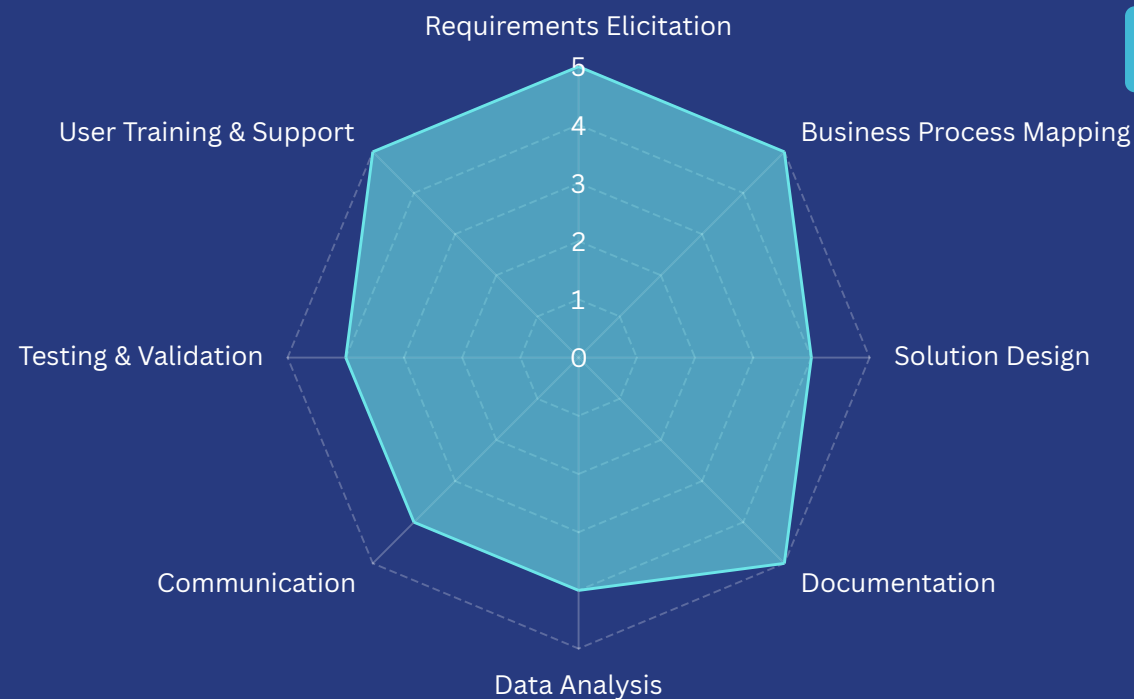 Requirements Elicitation
5
User Training & Support
Business Process Mapping
4
3
2
1
Testing & Validation
0
Solution Design
Communication
Documentation
Data Analysis